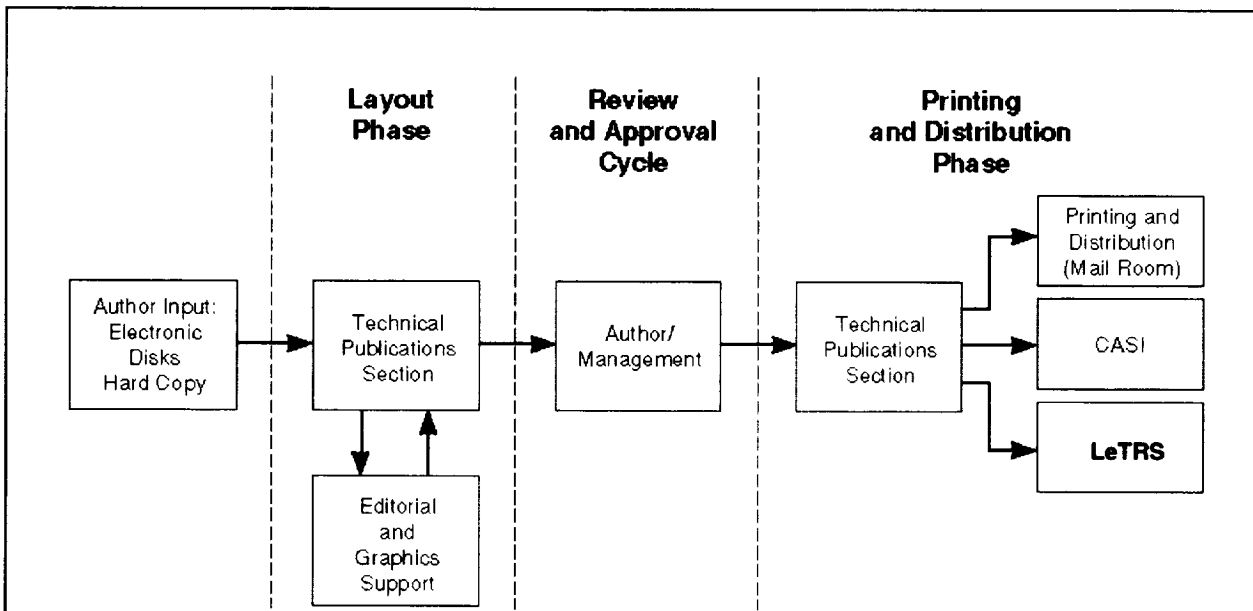 Layout
Phase
Review
and Approval
Cycle
Printing
and Distribution
Phase
Author Input:
Electronic
Disks
Hard Copy
Technical
Publications
Section
Editorial
and
Graphics
Support
Author/
Management
Technical
Publications
Section
Printing and
Distribution
(Mail Room)
CASI
LeTRS